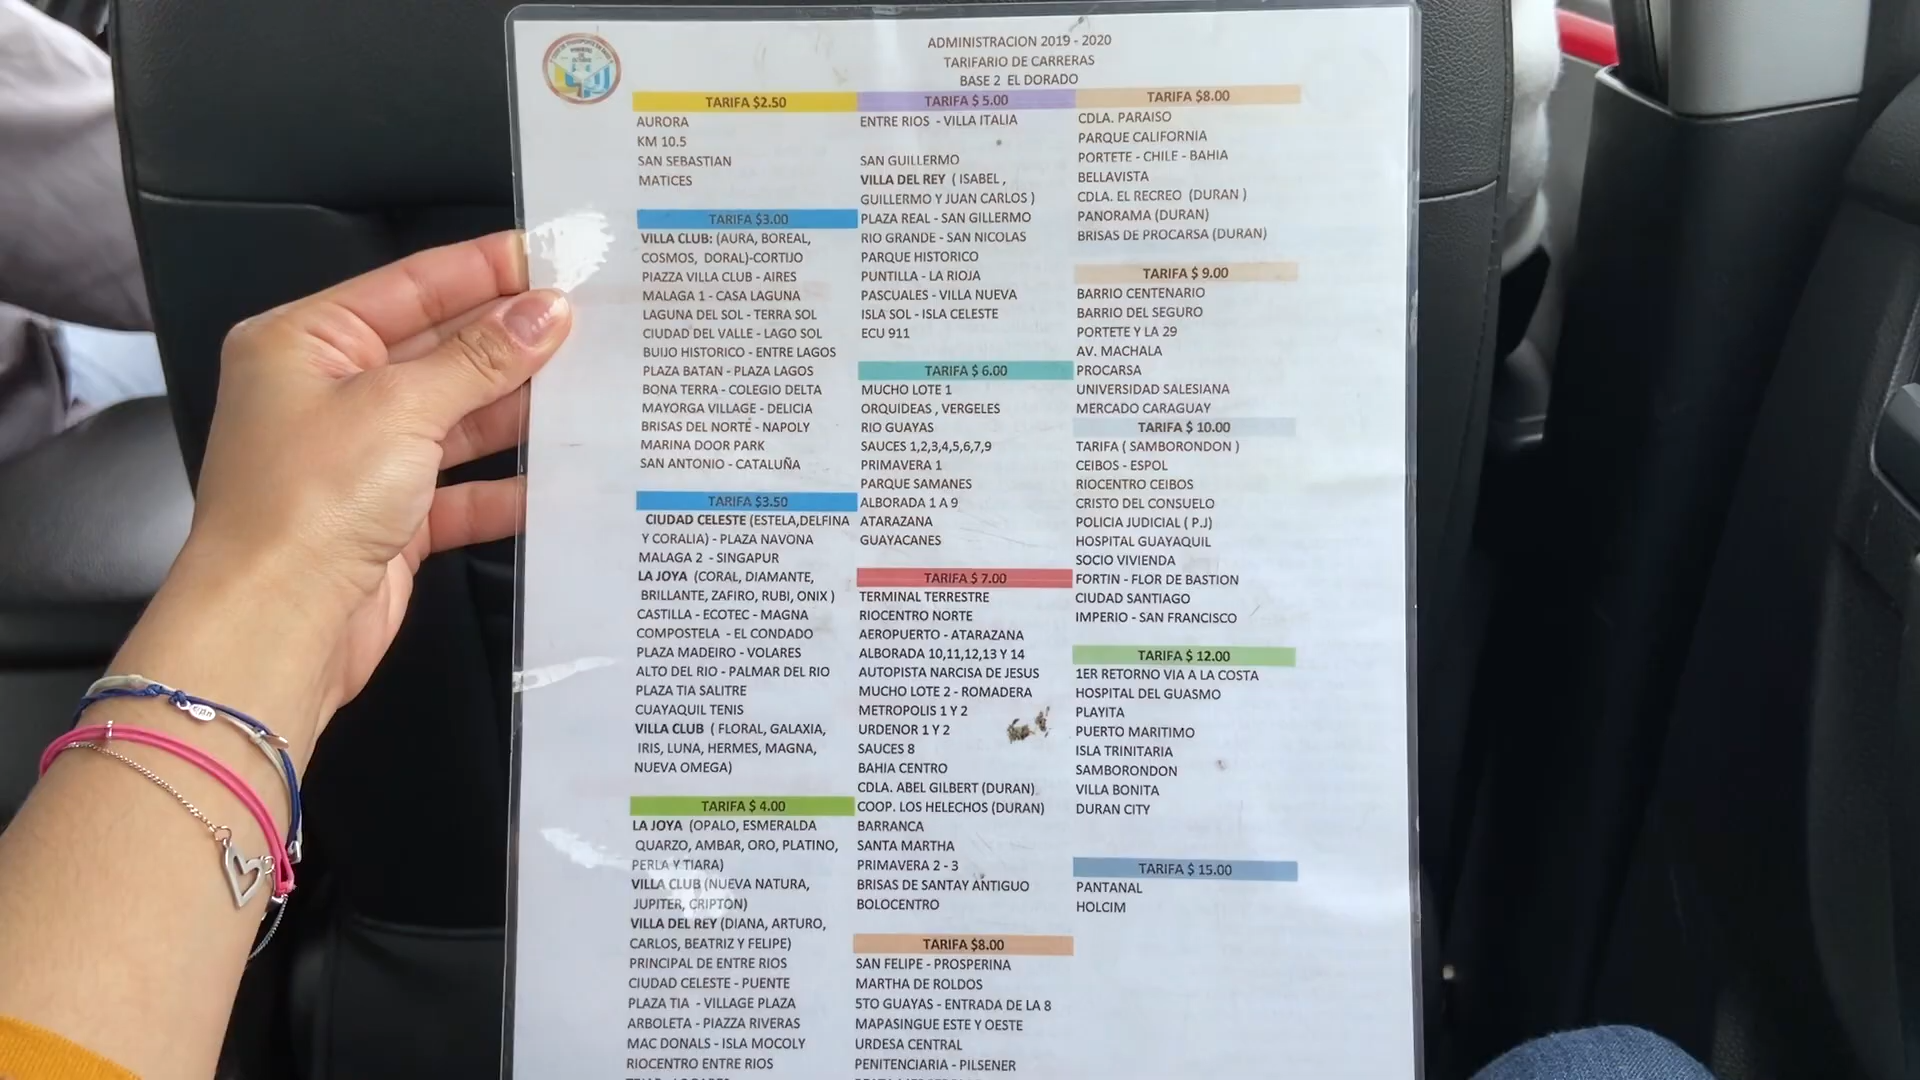 ADMINISTRACION 2019 - 2020
TARIFARIO DE CARRERAS
BASE 2 EL DORADO
TARIFA $2.50
AURORA
KM 10.5
SAN SEBASTIAN
MATICES
TARIFA $3.00
VILLA CLUB: (AURA, BOREAL,
COSMOS, DORAL)-CORTIJO
PIAZZA VILLA CLUB - AIRES
MALAGA 1 - CASA LAGUNA
LAGUNA DEL SOL - TERRA SOL
CIUDAD DEL VALLE - LAGO SOL
BUIJO HISTORICO - ENTRE LAGOS
PLAZA BATAN - PLAZA LAGOS
BONA TERRA - COLEGIO DELTA
MAYORGA VILLAGE - DELICIA
BRISAS DEL NORTE - NAPOLY
MARINA DOOR PARK
SAN ANTONIO - CATALUÑA
TARIFA $3.50
CIUDAD CELESTE (ESTELA,DELFINA
Y CORALIA) - PLAZA NAVONA
MALAGA 2 - SINGAPUR
LA JOYA (CORAL, DIAMANTE,
BRILLANTE, ZAFIRO, RUBI, ONIX )
CASTILLA - ECOTEC - MAGNA
COMPOSTELA - EL CONDADO
PLAZA MADEIRO - VOLARES
ALTO DEL RIO - PALMAR DEL RIO
PLAZA TIA SALITRE
CUAYAQUIL TENIS
VILLA CLUB ( FLORAL, GALAXIA,
IRIS, LUNA, HERMES, MAGNA,
NUEVA OMEGA)
TARIFA $ 4.00
LA JOYA (OPALO, ESMERALDA
QUARZO, AMBAR, ORO, PLATINO,
PERLA Y TIARA)
VILLA CLUB (NUEVA NATURA,
JUPITER, CRIPTON)
VILLA DEL REY (DIANA, ARTURO,
CARLOS, BEATRIZ Y FELIPE)
PRINCIPAL DE ENTRE RIOS
CIUDAD CELESTE - PUENTE
PLAZA TIA - VILLAGE PLAZA
ARBOLETA - PIAZZA RIVERAS
MAC DONALS - ISLA MOCOLY
RIOCENTRO ENTRE RIOS
TARIFA $ 5.00
ENTRE RIOS - VILLA ITALIA
SAN GUILLERMO
VILLA DEL REY ( ISABEL ,
GUILLERMO Y JUAN CARLOS )
PLAZA REAL - SAN GILLERMO
RIO GRANDE - SAN NICOLAS
PARQUE HISTORICO
PUNTILLA - LA RIOJA
PASCUALES - VILLA NUEVA
ISLA SOL - ISLA CELESTE
ECU 911
TARIFA $ 6.00
MUCHO LOTE 1
ORQUIDEAS , VERGELES
RIO GUAYAS
SAUCES 1,2,3,4,5,6,7,9
PRIMAVERA 1
PARQUE SAMANES
ALBORADA 1 A 9
ATARAZANA
GUAYACANES
TARIFA $ 7.00
TERMINAL TERRESTRE
RIOCENTRO NORTE
AEROPUERTO - ATARAZANA
ALBORADA 10,11,12,13 Y 14
AUTOPISTA NARCISA DE JESUS
MUCHO LOTE 2 - ROMADERA
METROPOLIS 1 Y 2
URDENOR 1 Y 2
SAUCES 8
BAHIA CENTRO
CDLA. ABEL GILBERT (DURAN)
COOP. LOS HELECHOS (DURAN)
BARRANCA
SANTA MARTHA
PRIMAVERA 2 - 3
BRISAS DE SANTAY ANTIGUO
BOLOCENTRO
TARIFA $8.00
SAN FELIPE - PROSPERINA
MARTHA DE ROLDOS
5TO GUAYAS - ENTRADA DE LA 8
MAPASINGUE ESTE Y OESTE
URDESA CENTRAL
PENITENCIARIA - PILSENER
TARIFA $8.00
CDLA. PARAISO
PARQUE CALIFORNIA
PORTETE - CHILE - BAHIA
BELLAVISTA
CDLA. EL RECREO (DURAN )
PANORAMA (DURAN)
BRISAS DE PROCARSA (DURAN)
TARIFA $ 9.00
BARRIO CENTENARIO
BARRIO DEL SEGURO
PORTETE Y LA 29
AV. MACHALA
PROCARSA
UNIVERSIDAD SALESIANA
MERCADO CARAGUAY
TARIFA $ 10.00
TARIFA ( SAMBORONDON )
CEIBOS - ESPOL
RIOCENTRO CEIBOS
CRISTO DEL CONSUELO
POLICIA JUDICIAL ( P.J)
HOSPITAL GUAYAQUIL
SOCIO VIVIENDA
FORTIN - FLOR DE BASTION
CIUDAD SANTIAGO
IMPERIO - SAN FRANCISCO
TARIFA $ 12.00
1ER RETORNO VIA A LA COSTA
HOSPITAL DEL GUASMO
PLAYITA
PUERTO MARITIMO
ISLA TRINITARIA
SAMBORONDON
VILLA BONITA
DURAN CITY
TARIFA $ 15.00
PANTANAL
HOLCIM